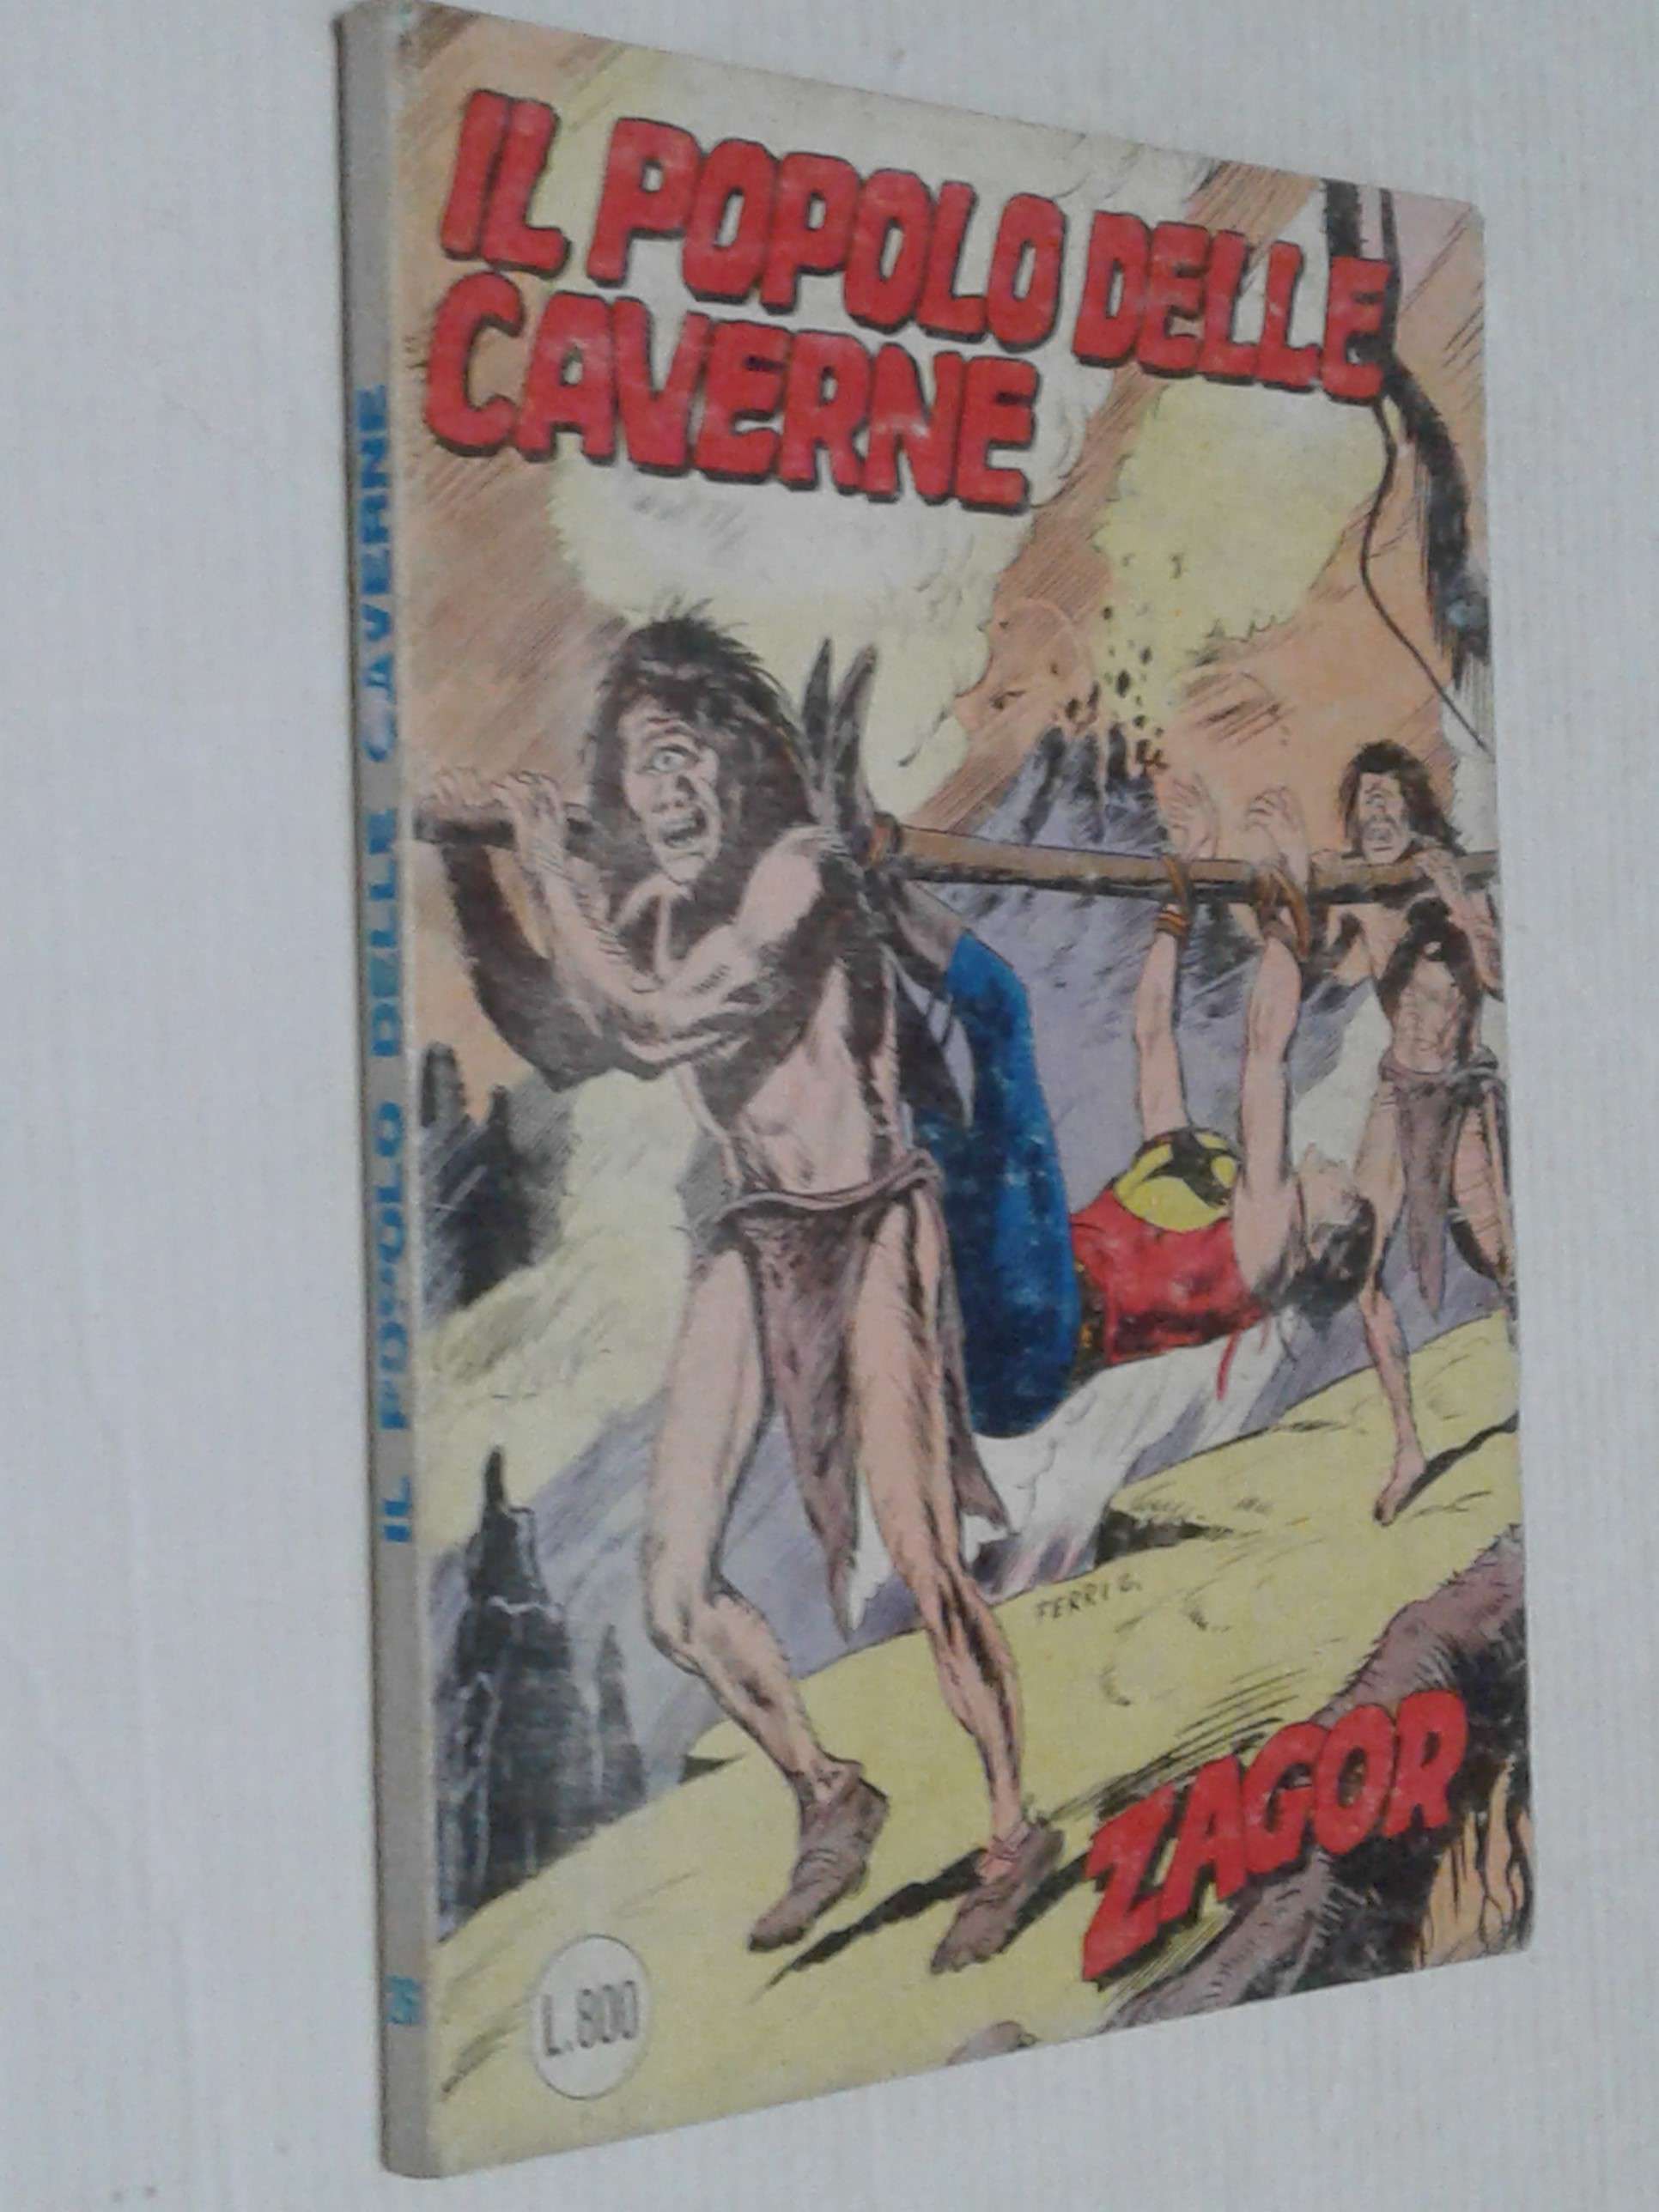 IL POPOLO DELLE
CAVERNE
IL POPOLO DELLE CAVERNE
FERRI G.
ZAGOR
L.800